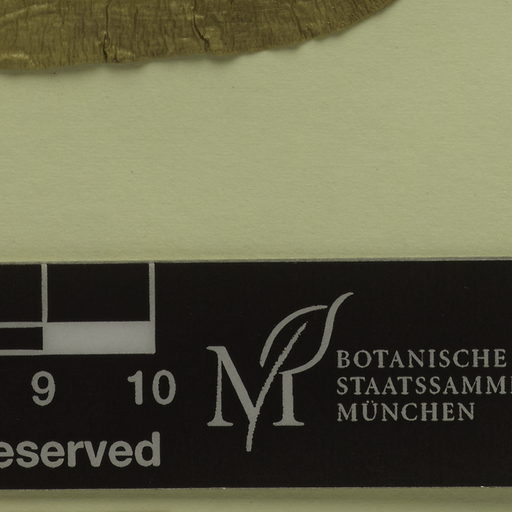 9 10
eserved
M
BOTANISCHE
STAATSSAMM
MÜNCHEN